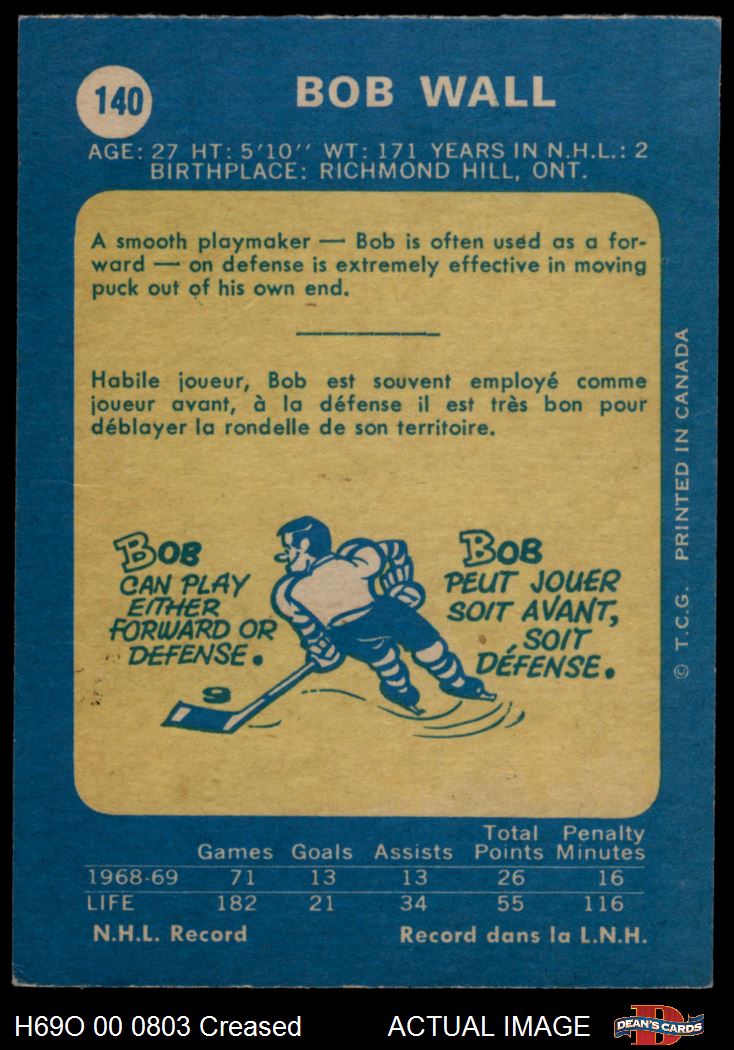 140
BOB WALL
AGE: 27 HT: 5'10'' WT: 171 YEARS IN N.H.L.: 2
BIRTHPLACE: RICHMOND HILL, ONT.
A smooth playmaker — Bob is often used as a for-
ward — on defense is extremely effective in moving
puck out of his own end.
Habile joueur, Bob est souvent employé comme
joueur avant, à la défense il est très bon pour
déblayer la rondelle de son territoire.
BOB
CAN PLAY
EITHER
FORWARD OR
DEFENSE.
BOB
PEUT JOUER
SOIT AVANT,
SOIT
DÉFENSE.
© T.C.G. PRINTED IN CANADA
Total Penalty
Games Goals Assists Points Minutes
1968-69 71 13 13 26 16
LIFE 182 21 34 55 116
N.H.L. Record Record dans la L.N.H.
H69O 00 0803 Creased ACTUAL IMAGE
DEAN'S CARDS